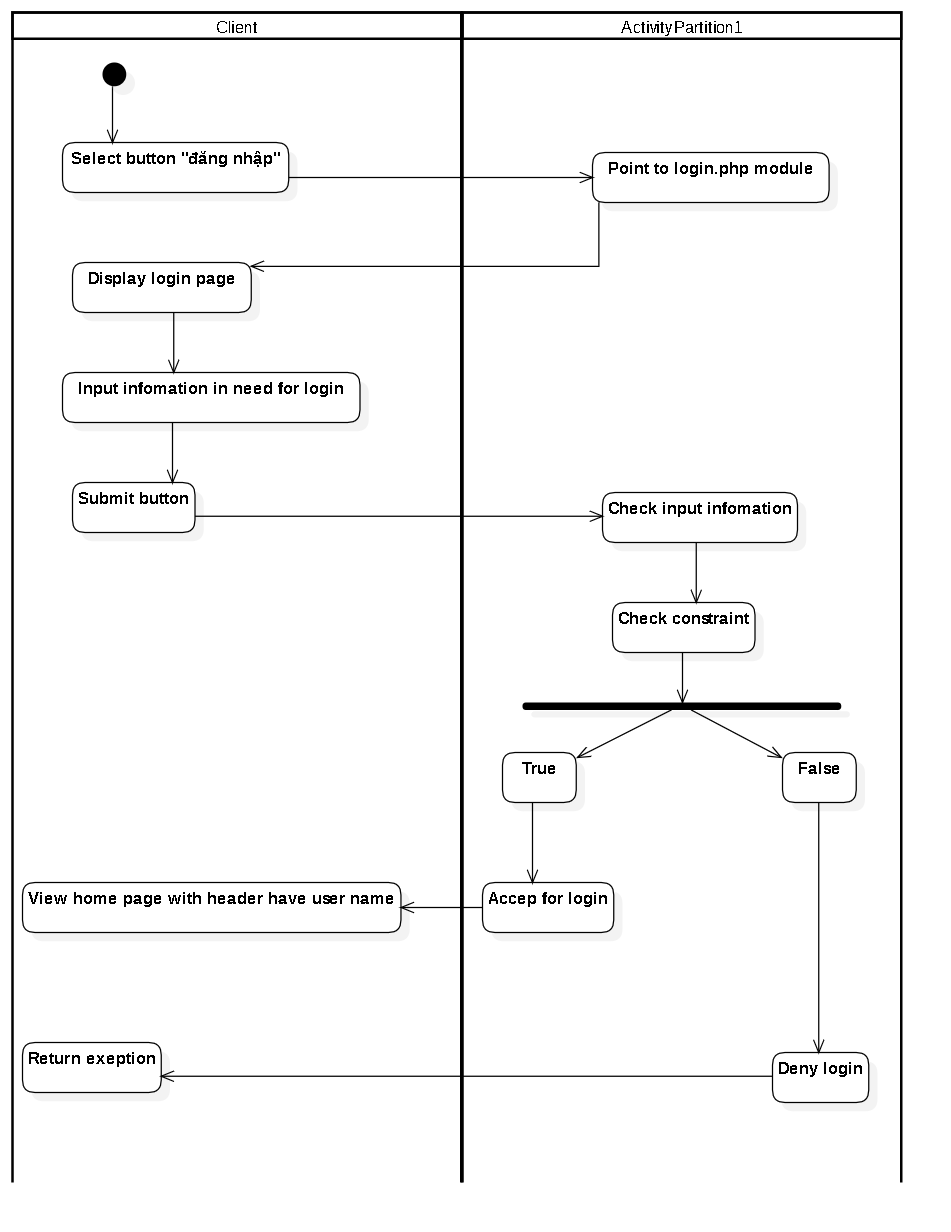 Client
ActivityPartition1
Select button "đăng nhập"
Point to login.php module
Display login page
Input infomation in need for login
Submit button
Check input infomation
Check constraint
True
False
View home page with header have user name
Accep for login
Return exeption
Deny login